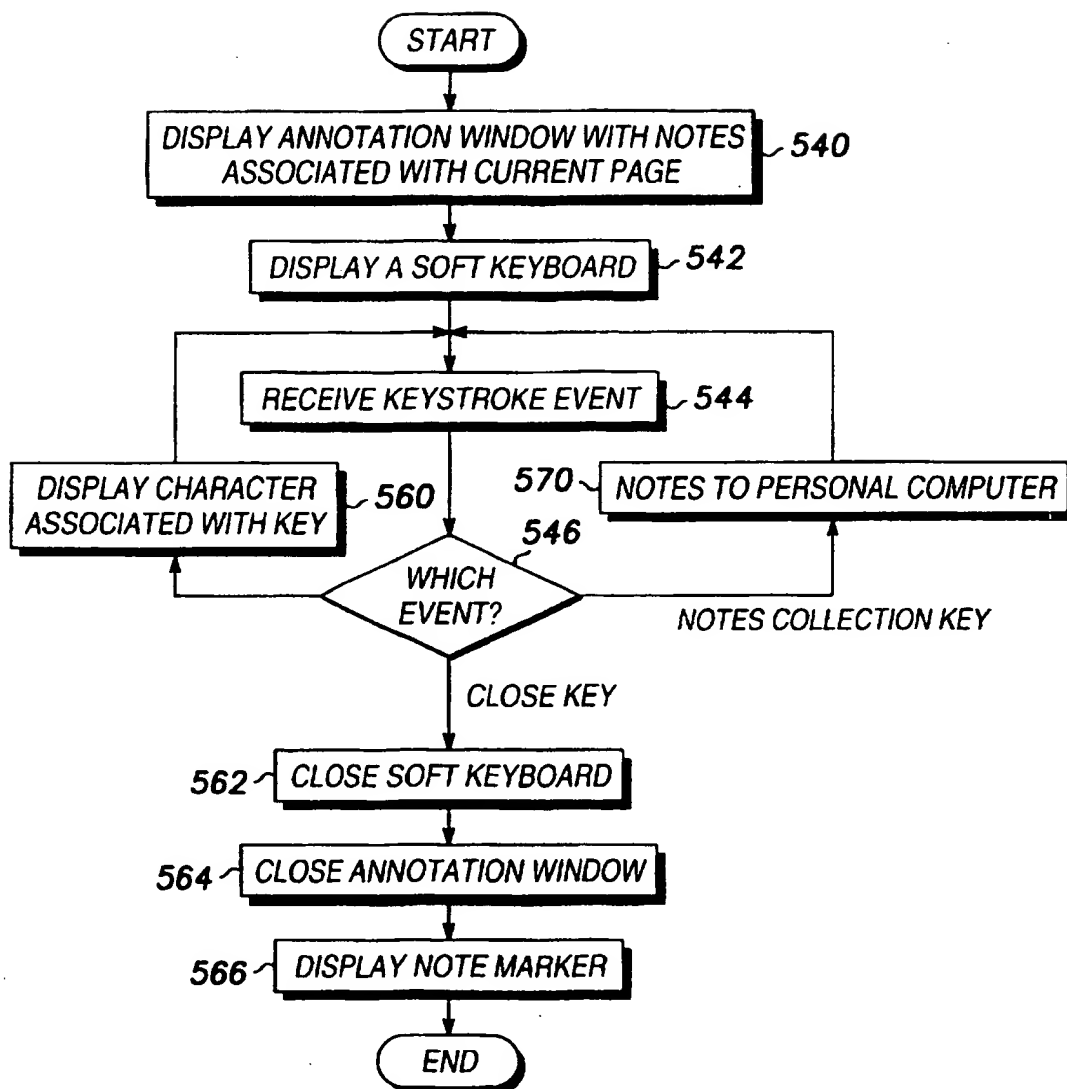 START
DISPLAY ANNOTATION WINDOW WITH NOTES
ASSOCIATED WITH CURRENT PAGE
540
DISPLAY A SOFT KEYBOARD
542
RECEIVE KEYSTROKE EVENT
544
DISPLAY CHARACTER
ASSOCIATED WITH KEY
560
570
NOTES TO PERSONAL COMPUTER
546
WHICH
EVENT?
NOTES COLLECTION KEY
CLOSE KEY
562
CLOSE SOFT KEYBOARD
564
CLOSE ANNOTATION WINDOW
566
DISPLAY NOTE MARKER
END